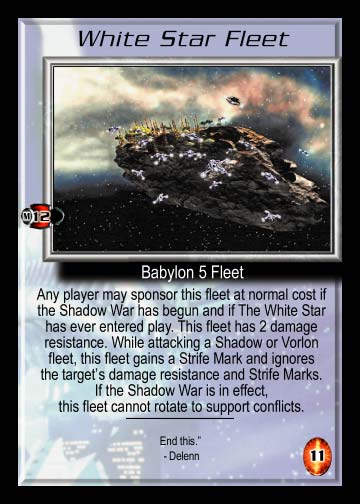 White Star Fleet
M 12
Babylon 5 Fleet
Any player may sponsor this fleet at normal cost if
the Shadow War has begun and if The White Star
has ever entered play. This fleet has 2 damage
resistance. While attacking a Shadow or Vorlon
fleet, this fleet gains a Strife Mark and ignores
the target's damage resistance and Strife Marks.
If the Shadow War is in effect,
this fleet cannot rotate to support conflicts.
End this."
- Delenn
11